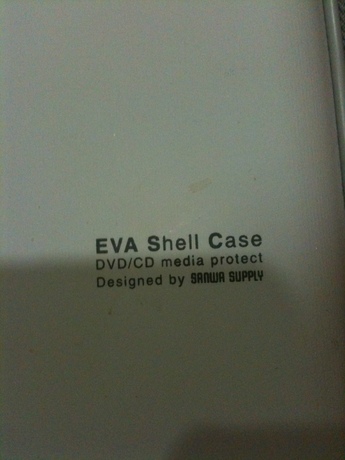 EVA Shell Case
DVD/CD media protect
Designed by SANWA SUPPLY